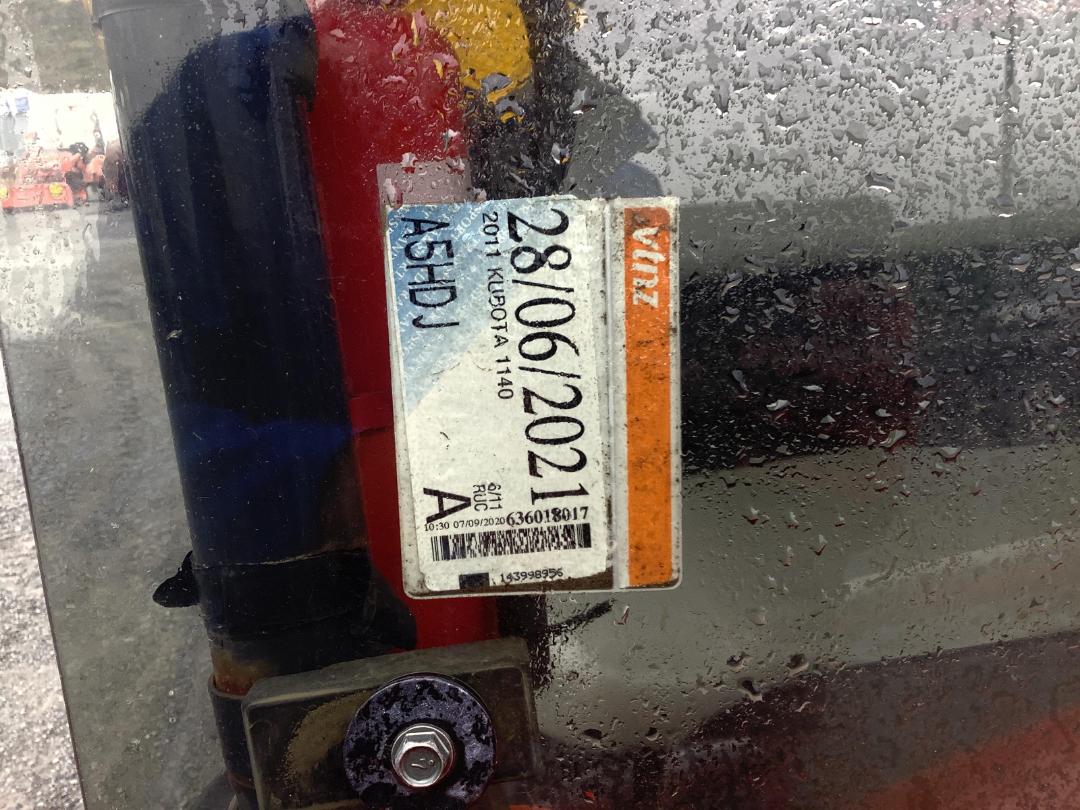 vtnz
28/06/2021
2011 KUBOTA 1140
A5HDJ
6/11
RUC
A
10:30 07/09/2020 636018017
143998956